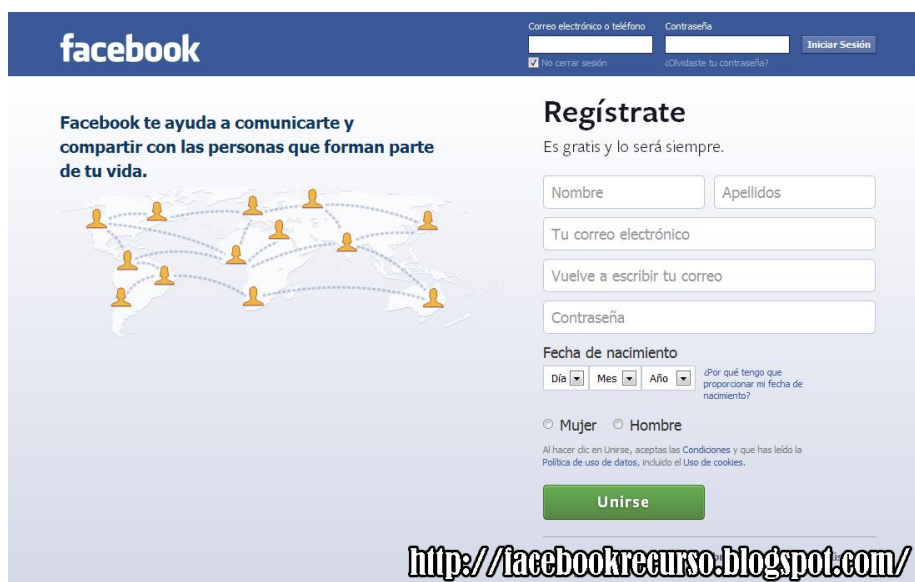 facebook
Correo electrónico o teléfono
Contraseña
Iniciar Sesión
No cerrar sesión
¿Olvidaste tu contraseña?
Facebook te ayuda a comunicarte y
compartir con las personas que forman parte
de tu vida.
Regístrate
Es gratis y lo será siempre.
Nombre
Apellidos
Tu correo electrónico
Vuelve a escribir tu correo
Contraseña
Fecha de nacimiento
Día
Mes
Año
¿Por qué tengo que
proporcionar mi fecha de
nacimiento?
Mujer
Hombre
Al hacer clic en Unirse, aceptas las Condiciones y que has leído la
Política de uso de datos, incluido el Uso de cookies.
Unirse
http://facebookrecurso.blogspot.com/